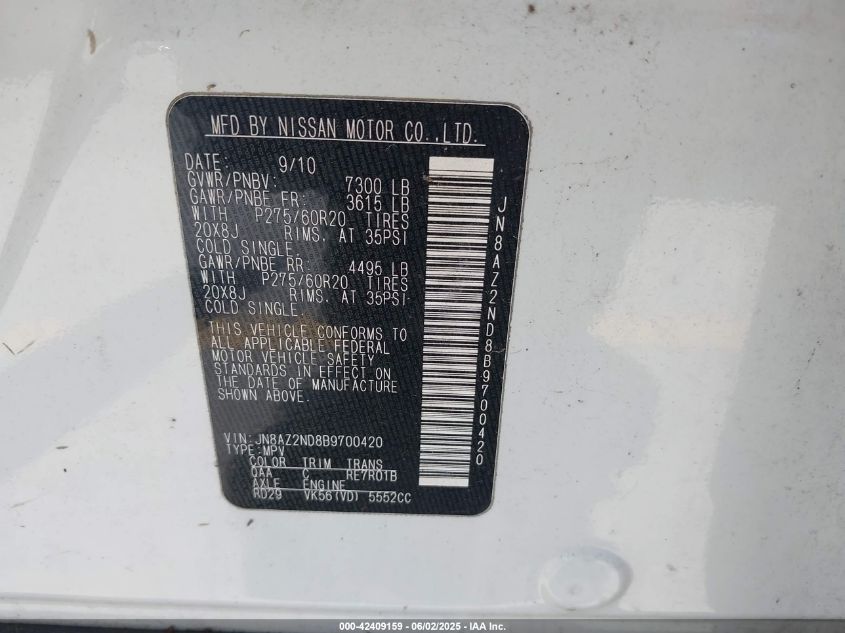 MFD BY NISSAN MOTOR CO.,LTD.
DATE: 9/10
GVWR/PNBV: 7300 LB
GAWR/PNBE FR: 3615 LB
WITH P275/60R20 TIRES
20X8J RIMS. AT 35PSI
COLD SINGLE.
GAWR/PNBE RR: 4495 LB
WITH P275/60R20 TIRES
20X8J RIMS. AT 35PSI
COLD SINGLE.
THIS VEHICLE CONFORMS TO
ALL APPLICABLE FEDERAL
MOTOR VEHICLE SAFETY
STANDARDS IN EFFECT ON
THE DATE OF MANUFACTURE
SHOWN ABOVE.
VIN:JN8AZ2ND8B9700420
TYPE:MPV
COLOR TRIM TRANS
QAA C RE7R01B
AXLE ENGINE
RD29 VK56(VD) 5552CC
JN8AZ2ND8B9700420
000-42409159 - 06/02/2025 - IAA Inc.